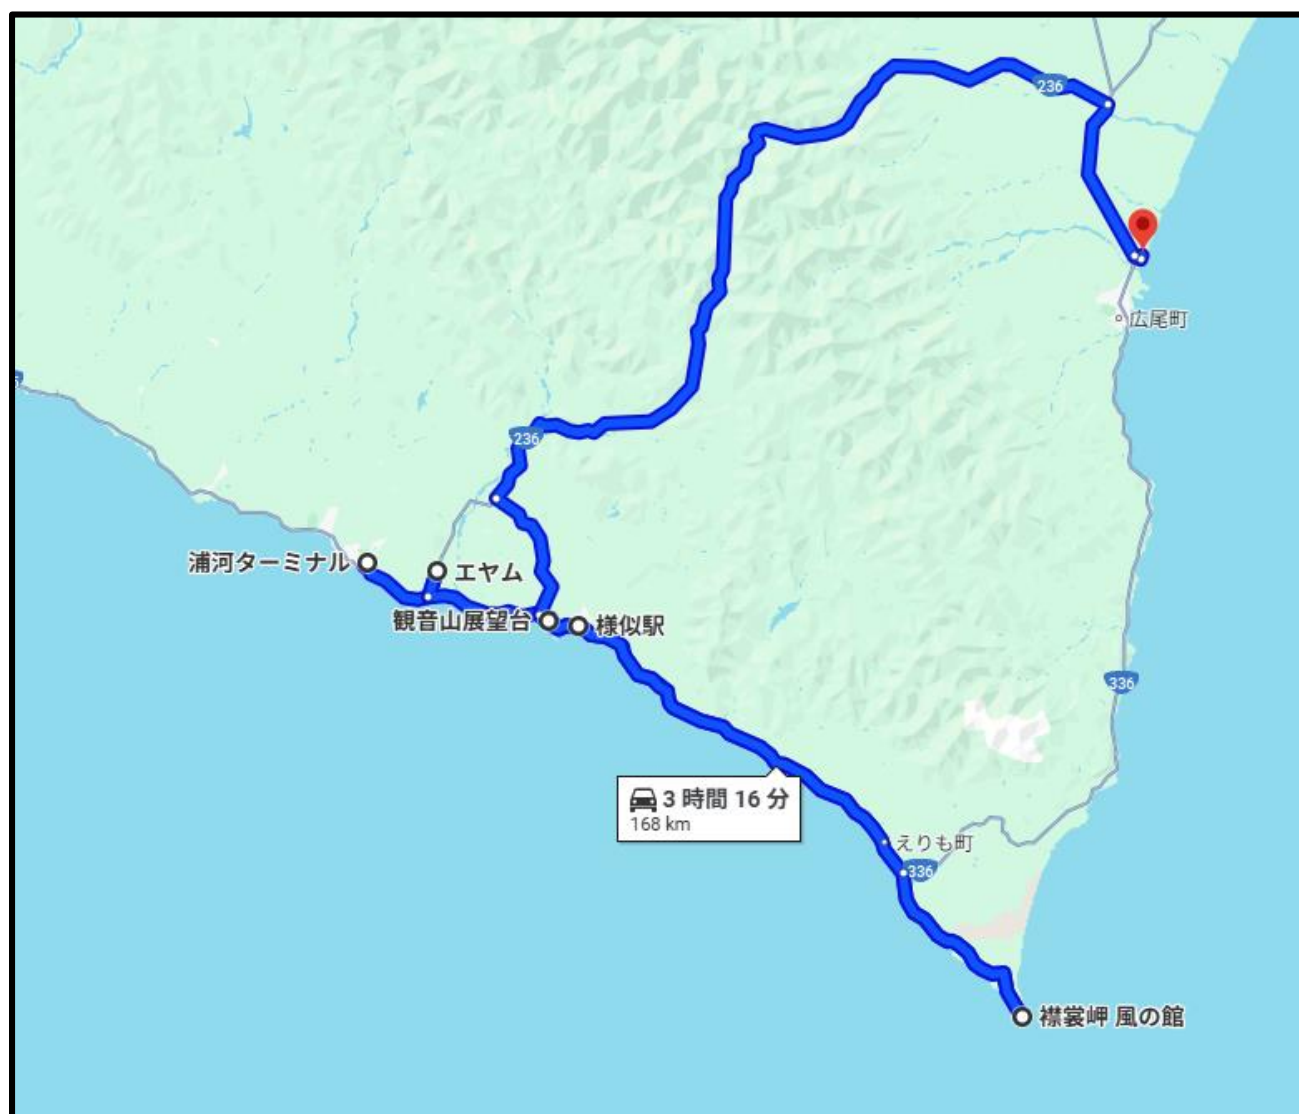 236
広尾町
236
浦河ターミナル
エヤム
観音山展望台
様似駅
336
3 時間 16 分
168 km
えりも町
336
襟裳岬 風の館